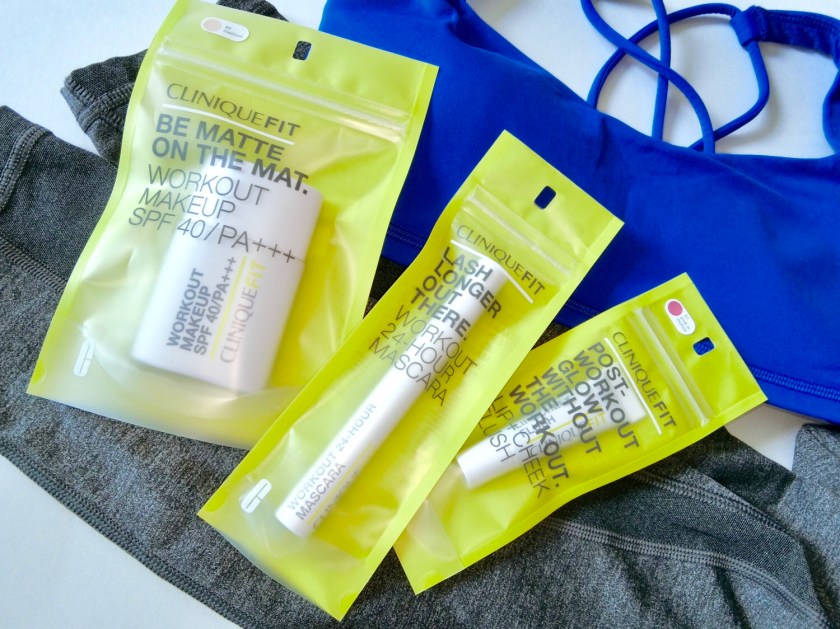 CLINIQUEFIT
BE MATTE
ON THE MAT.
WORKOUT
MAKEUP
SPF 40/PA+++
WORKOUT
MAKEUP
SPF 40/PA+++
CLINIQUEFIT
CLINIQUEFIT
LASH
LONGER
OUT
THERE.
WORKOUT
24-HOUR
MASCARA
WORKOUT 24-HOUR
MASCARA
CLINIQUEFIT
POST-
WORKOUT
GLOW
WITHOUT
THE
WORKOUT.
LIP+CHEEK
FLUSH